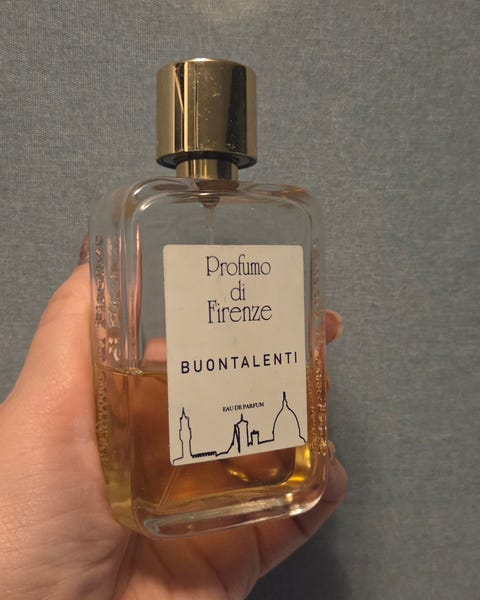 Profumo
di
Firenze
BUONTALENTI
EAU DE PARFUM